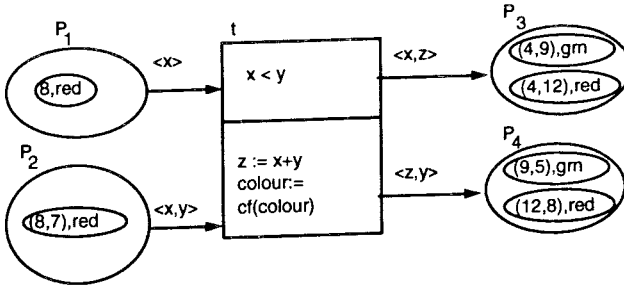 P1
<x>
8,red
P2
<x,y>
(8,7),red
t
x < y
z := x+y
colour:=
cf(colour)
<x,z>
P3
(4,9),grn
(4,12),red
<z,y>
P4
(9,5),grn
(12,8),red